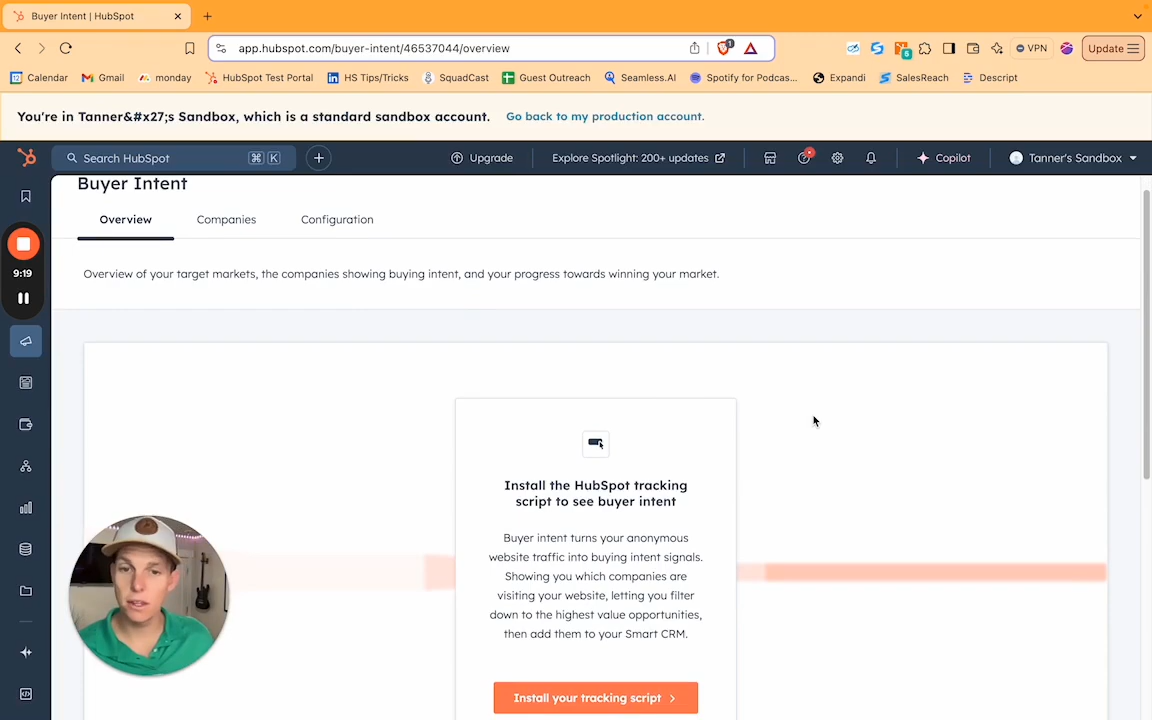 Buyer Intent | HubSpot
app.hubspot.com/buyer-intent/46537044/overview
1
6
VPN
Update
12 Calendar
Gmail
monday
HubSpot Test Portal
HS Tips/Tricks
SquadCast
Guest Outreach
Seamless.AI
Spotify for Podcas...
Expandi
SalesReach
Descript
You're in Tanner&#x27;s Sandbox, which is a standard sandbox account. Go back to my production account.
Search HubSpot ⌘ K
Upgrade
Explore Spotlight: 200+ updates
Copilot
Tanner's Sandbox
Buyer Intent
Overview
Companies
Configuration
9:19
Overview of your target markets, the companies showing buying intent, and your progress towards winning your market.
Install the HubSpot tracking
script to see buyer intent
Buyer intent turns your anonymous
website traffic into buying intent signals.
Showing you which companies are
visiting your website, letting you filter
down to the highest value opportunities,
then add them to your Smart CRM.
Install your tracking script